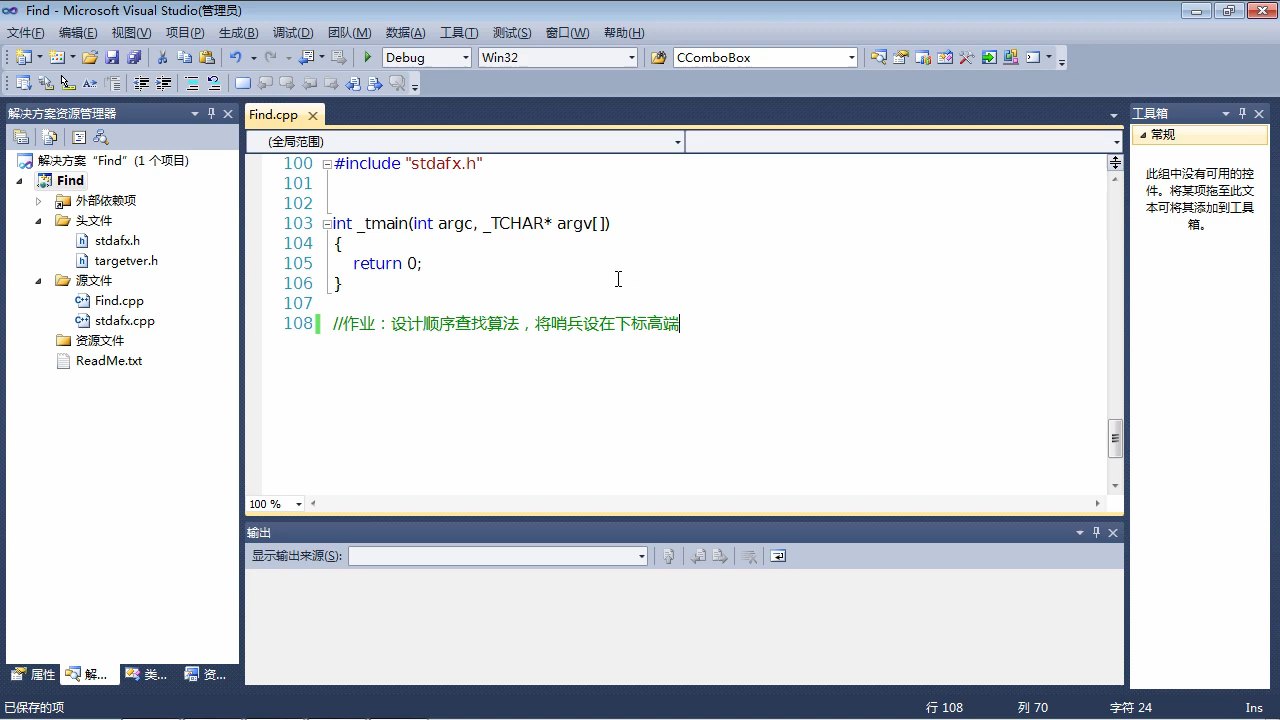 Find - Microsoft Visual Studio(管理员)
文件(F) 编辑(E) 视图(V) 项目(P) 生成(B) 调试(D) 团队(M) 数据(A) 工具(T) 测试(S) 窗口(W) 帮助(H)
Debug Win32 CComboBox
解决方案资源管理器
解决方案 “Find” (1 个项目)
Find
外部依赖项
头文件
stdafx.h
targetver.h
源文件
Find.cpp
stdafx.cpp
资源文件
ReadMe.txt
属性 解... 类... 资...
Find.cpp
(全局范围)
100 #include "stdafx.h"
101
102
103 int _tmain(int argc, _TCHAR* argv[])
104 {
105 return 0;
106 }
107
108 //作业：设计顺序查找算法，将哨兵设在下标高端
100 %
输出
显示输出来源(S):
工具箱
常规
此组中没有可用的控
件。将某项拖至此文
本可将其添加到工具
箱。
已保存的项 行 108 列 70 字符 24 Ins